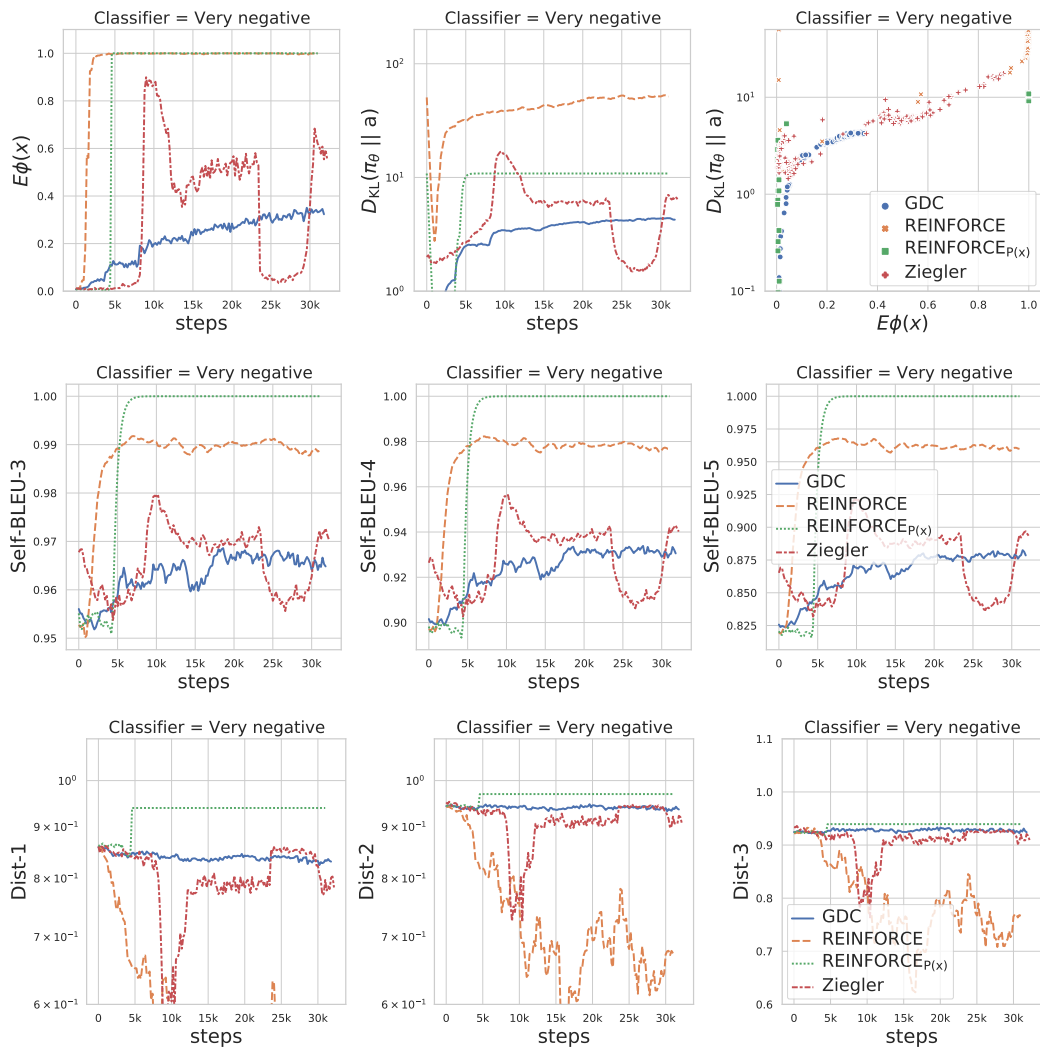 Classifier = Very negative
Eϕ(x)
1.0
0.8
0.6
0.4
0.2
0.0
0 5k 10k 15k 20k 25k 30k
steps
Classifier = Very negative
D_KL(π_θ || a)
10²
10¹
10⁰
0 5k 10k 15k 20k 25k 30k
steps
Classifier = Very negative
D_KL(π_θ || a)
10¹
10⁰
10⁻¹
GDC
REINFORCE
REINFORCE_P(x)
Ziegler
0.0 0.2 0.4 0.6 0.8 1.0
Eϕ(x)
Classifier = Very negative
Self-BLEU-3
1.00
0.99
0.98
0.97
0.96
0.95
0 5k 10k 15k 20k 25k 30k
steps
Classifier = Very negative
Self-BLEU-4
1.00
0.98
0.96
0.94
0.92
0.90
0 5k 10k 15k 20k 25k 30k
steps
Classifier = Very negative
Self-BLEU-5
1.000
0.975
0.950
0.925
0.900
0.875
0.850
0.825
GDC
REINFORCE
REINFORCE_P(x)
Ziegler
0 5k 10k 15k 20k 25k 30k
steps
Classifier = Very negative
Dist-1
10⁰
9 × 10⁻¹
8 × 10⁻¹
7 × 10⁻¹
6 × 10⁻¹
0 5k 10k 15k 20k 25k 30k
steps
Classifier = Very negative
Dist-2
10⁰
9 × 10⁻¹
8 × 10⁻¹
7 × 10⁻¹
6 × 10⁻¹
0 5k 10k 15k 20k 25k 30k
steps
Classifier = Very negative
Dist-3
1.1
1.0
0.9
0.8
0.7
0.6
GDC
REINFORCE
REINFORCE_P(x)
Ziegler
0 5k 10k 15k 20k 25k 30k
steps